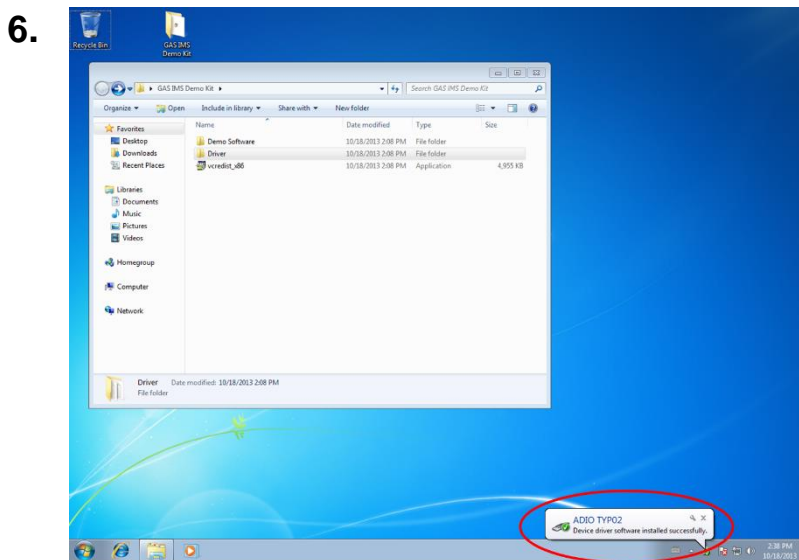 6.
Recycle Bin
GAS IMS
Demo Kit
GAS IMS Demo Kit
Search GAS IMS Demo Kit
Organize Open Include in library Share with New folder
Favorites
Desktop
Downloads
Recent Places
Libraries
Documents
Music
Pictures
Videos
Homegroup
Computer
Network
Name Date modified Type Size
Demo Software 10/18/2013 2:08 PM File folder
Driver 10/18/2013 2:08 PM File folder
vcredist_x86 10/18/2013 2:08 PM Application 4,955 KB
Driver Date modified: 10/18/2013 2:08 PM
File folder
ADIO TYP02
Device driver software installed successfully.
2:38 PM
10/18/2013